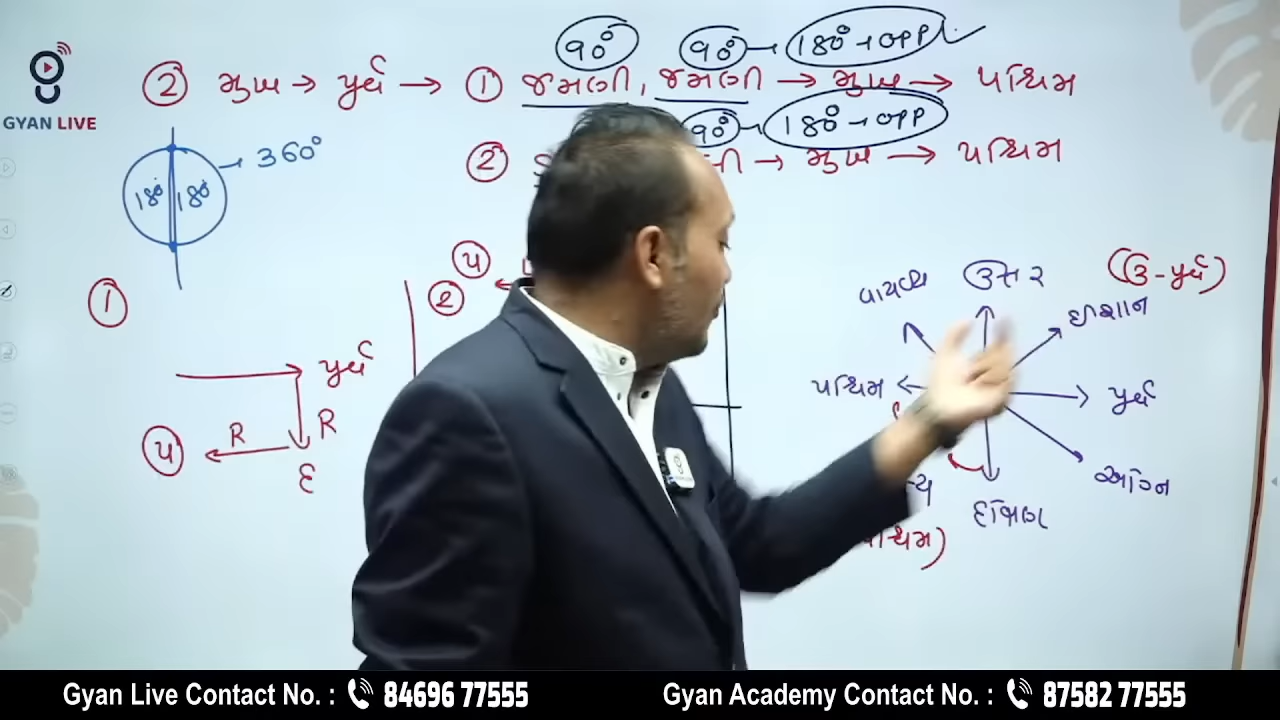 GYAN LIVE
૯૦° ૯૦° → 180° → opp
② મુખ → પૂર્વ → ① જમણી, જમણી → મુખ → પશ્ચિમ
૯૦° → 180° → opp
② → મુખ → પશ્ચિમ
→ 360°
180° 180°
①
પૂર્વ
R
R
પ
દ
પ
②
વાયવ્ય ઉત્તર (ઉ-પૂર્વ)
ઈશાન
પશ્ચિમ પૂર્વ
અગ્નિ
દક્ષિણ
Gyan Live Contact No. : 84696 77555 Gyan Academy Contact No. : 87582 77555